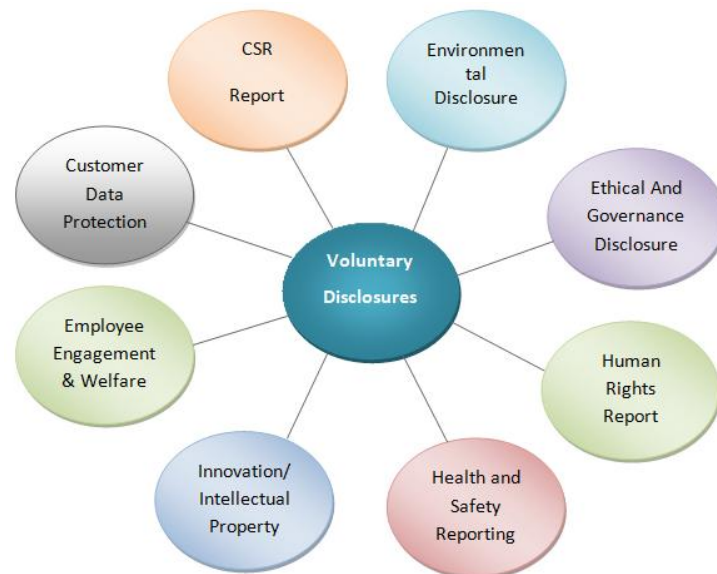 CSR
Report
Environmen
tal
Disclosure
Ethical And
Governance
Disclosure
Human
Rights
Report
Health and
Safety
Reporting
Innovation/
Intellectual
Property
Employee
Engagement
& Welfare
Customer
Data
Protection
Voluntary
Disclosures